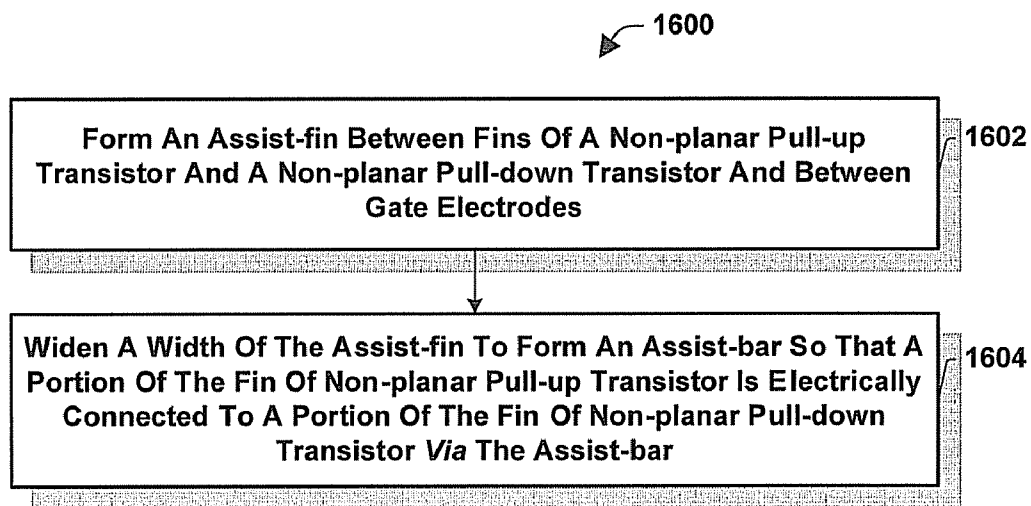 1600
Form An Assist-fin Between Fins Of A Non-planar Pull-up
Transistor And A Non-planar Pull-down Transistor And Between
Gate Electrodes
1602
Widen A Width Of The Assist-fin To Form An Assist-bar So That A
Portion Of The Fin Of Non-planar Pull-up Transistor Is Electrically
Connected To A Portion Of The Fin Of Non-planar Pull-down
Transistor Via The Assist-bar
1604